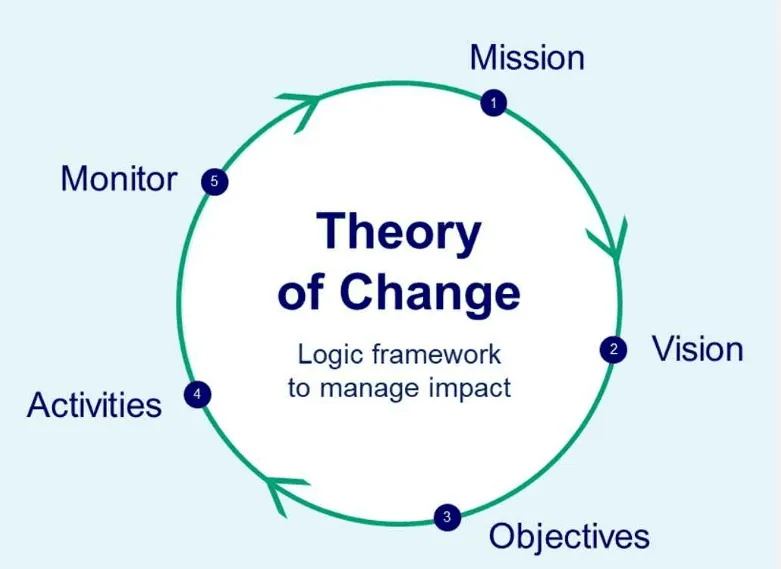 Mission
1
Monitor
5
Theory
of Change
Logic framework
to manage impact
2
Vision
Activities
4
3
Objectives